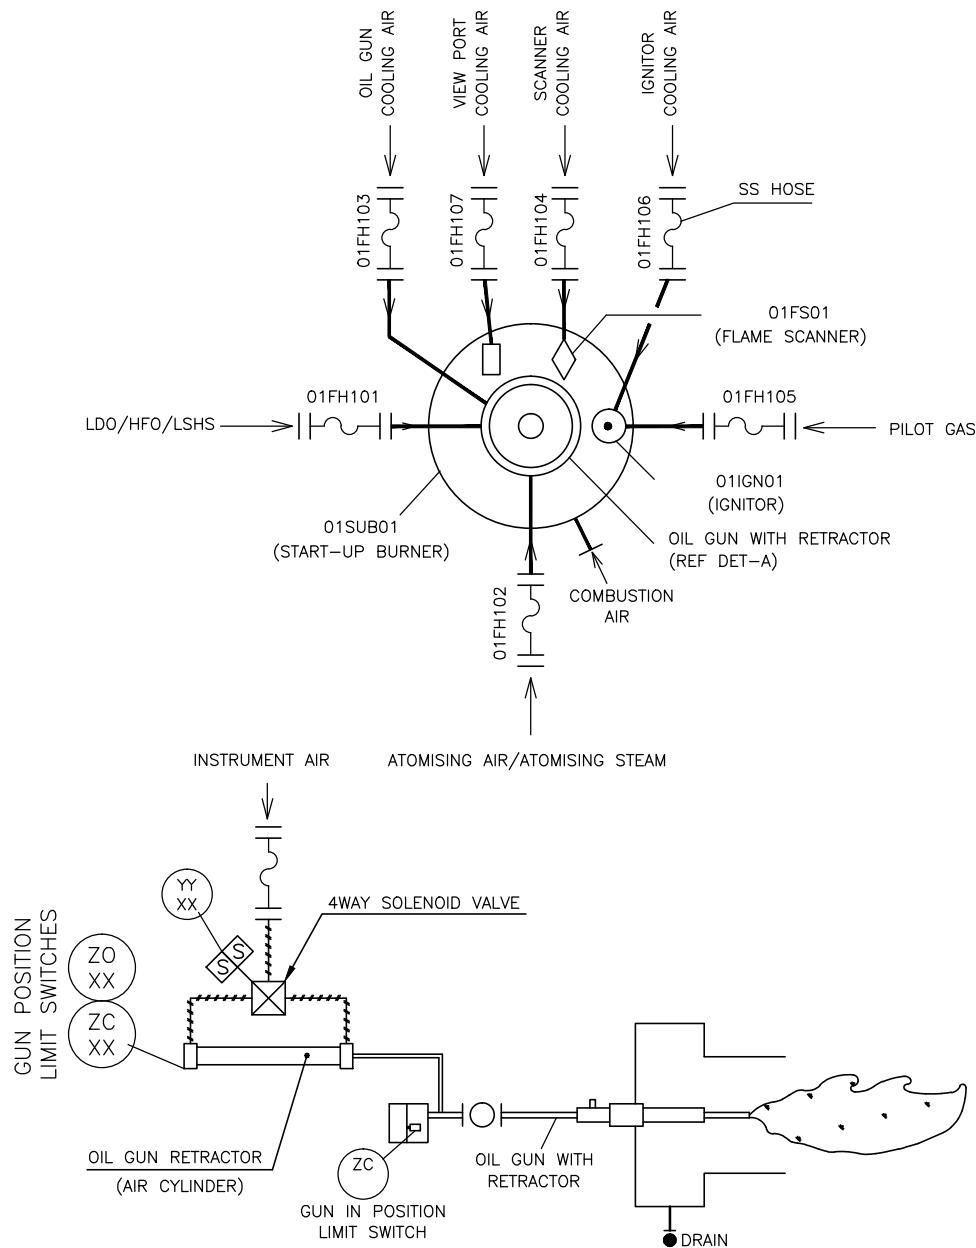 OIL GUN
COOLING AIR
VIEW PORT
COOLING AIR
SCANNER
COOLING AIR
IGNITOR
COOLING AIR
SS HOSE
01FH103
01FH107
01FH104
01FH106
01FS01
(FLAME SCANNER)
01FH101
01FH105
LDO/HFO/LSHS
PILOT GAS
01IGN01
(IGNITOR)
01SUB01
(START-UP BURNER)
OIL GUN WITH RETRACTOR
(REF DET-A)
COMBUSTION
AIR
01FH102
INSTRUMENT AIR
ATOMISING AIR/ATOMISING STEAM
YY
XX
4WAY SOLENOID VALVE
S S
GUN POSITION
LIMIT SWITCHES
ZO
XX
ZC
XX
OIL GUN RETRACTOR
(AIR CYLINDER)
ZC
GUN IN POSITION
LIMIT SWITCH
OIL GUN WITH
RETRACTOR
DRAIN